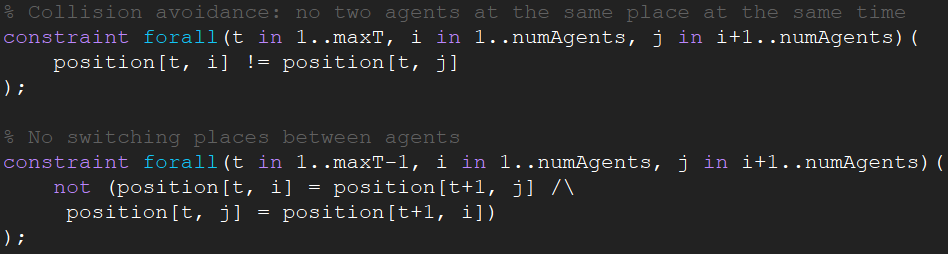 % Collision avoidance: no two agents at the same place at the same time
constraint forall(t in 1..maxT, i in 1..numAgents, j in i+1..numAgents)(
    position[t, i] != position[t, j]
);

% No switching places between agents
constraint forall(t in 1..maxT-1, i in 1..numAgents, j in i+1..numAgents)(
    not (position[t, i] = position[t+1, j] /\
     position[t, j] = position[t+1, i])
);